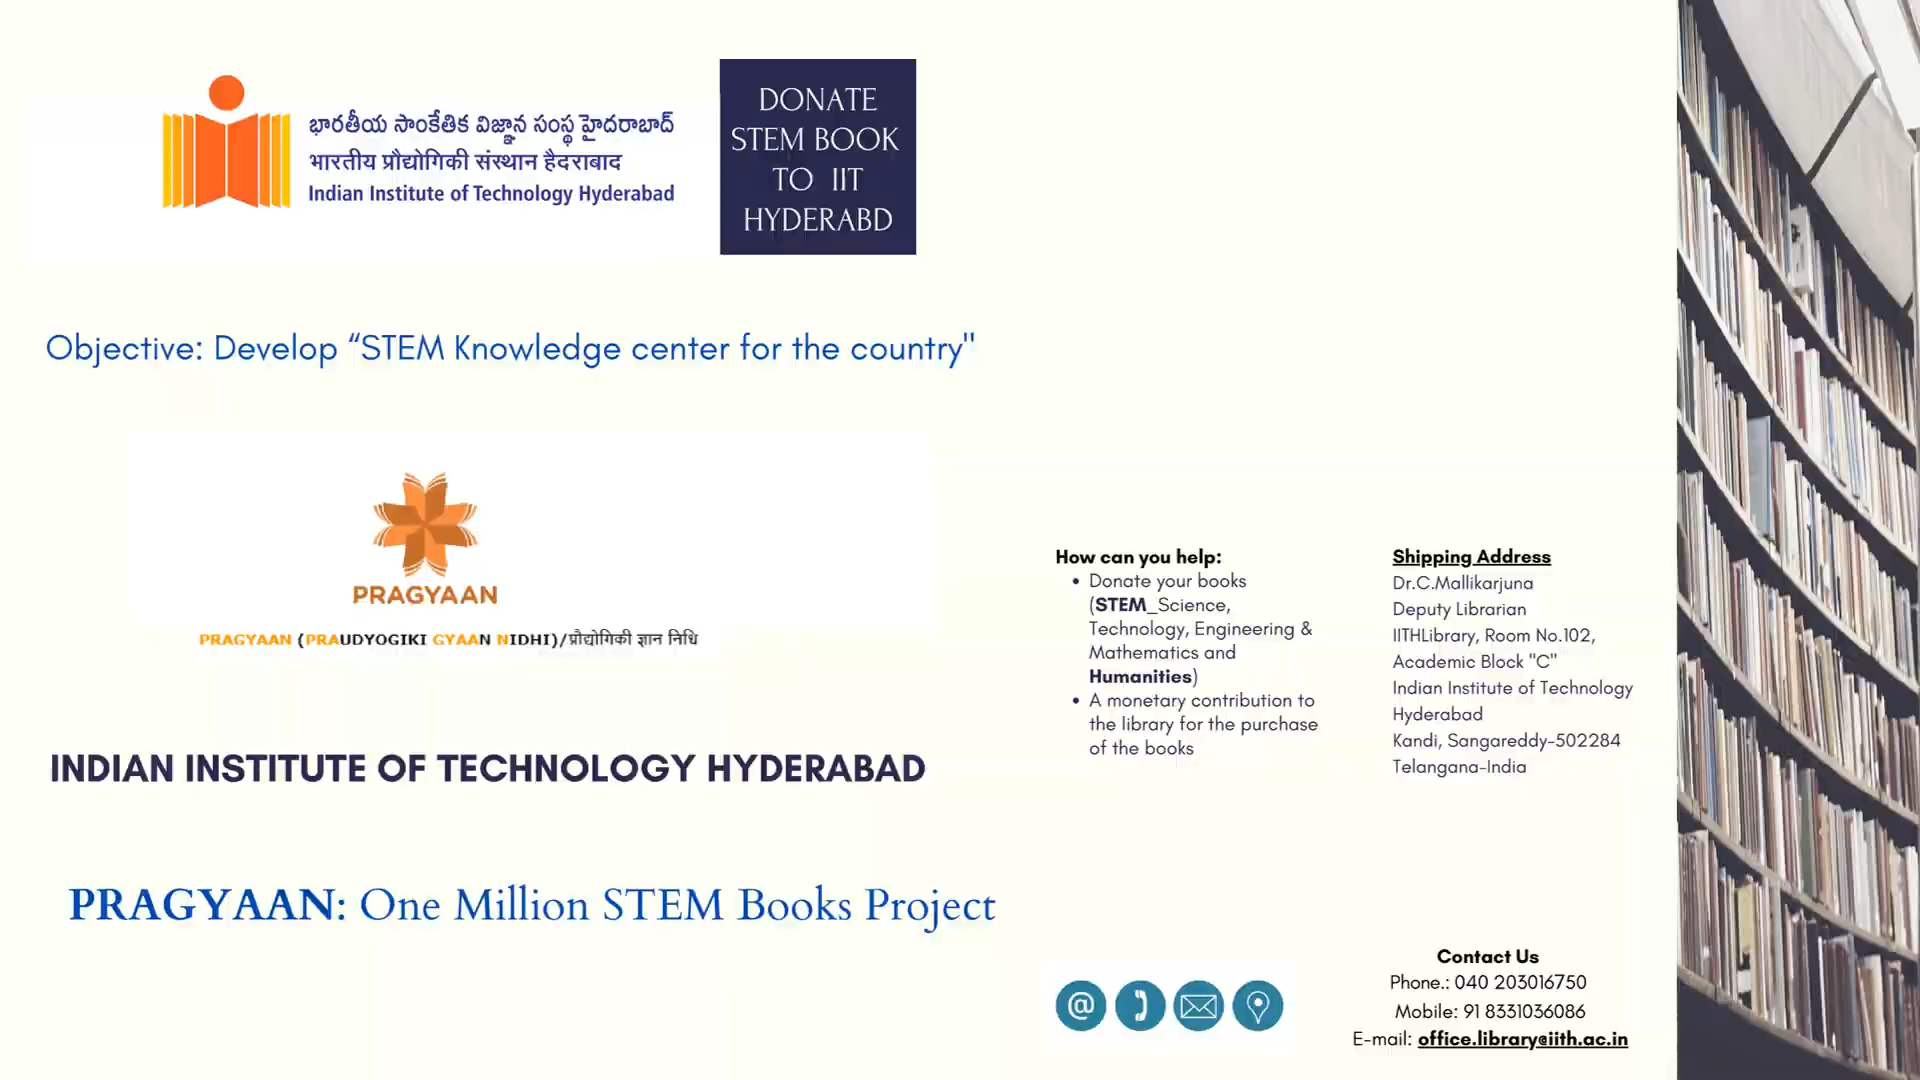 భారతీయ సాంకేతిక విజ్ఞాన సంస్థ హైదరాబాద్
भारतीय प्रौद्योगिकी संस्थान हैदराबाद
Indian Institute of Technology Hyderabad
DONATE
STEM BOOK
TO IIT
HYDERABD
Objective: Develop “STEM Knowledge center for the country"
PRAGYAAN
PRAGYAAN (PRAUDYOGIKI GYAAN NIDHI)/प्रौद्योगिकी ज्ञान निधि
INDIAN INSTITUTE OF TECHNOLOGY HYDERABAD
PRAGYAAN: One Million STEM Books Project
How can you help:
• Donate your books
(STEM_Science,
Technology, Engineering &
Mathematics and
Humanities)
• A monetary contribution to
the library for the purchase
of the books
Shipping Address
Dr.C.Mallikarjuna
Deputy Librarian
IITHLibrary, Room No.102,
Academic Block "C"
Indian Institute of Technology
Hyderabad
Kandi, Sangareddy-502284
Telangana-India
@
Contact Us
Phone.: 040 203016750
Mobile: 91 8331036086
E-mail: office.library@iith.ac.in